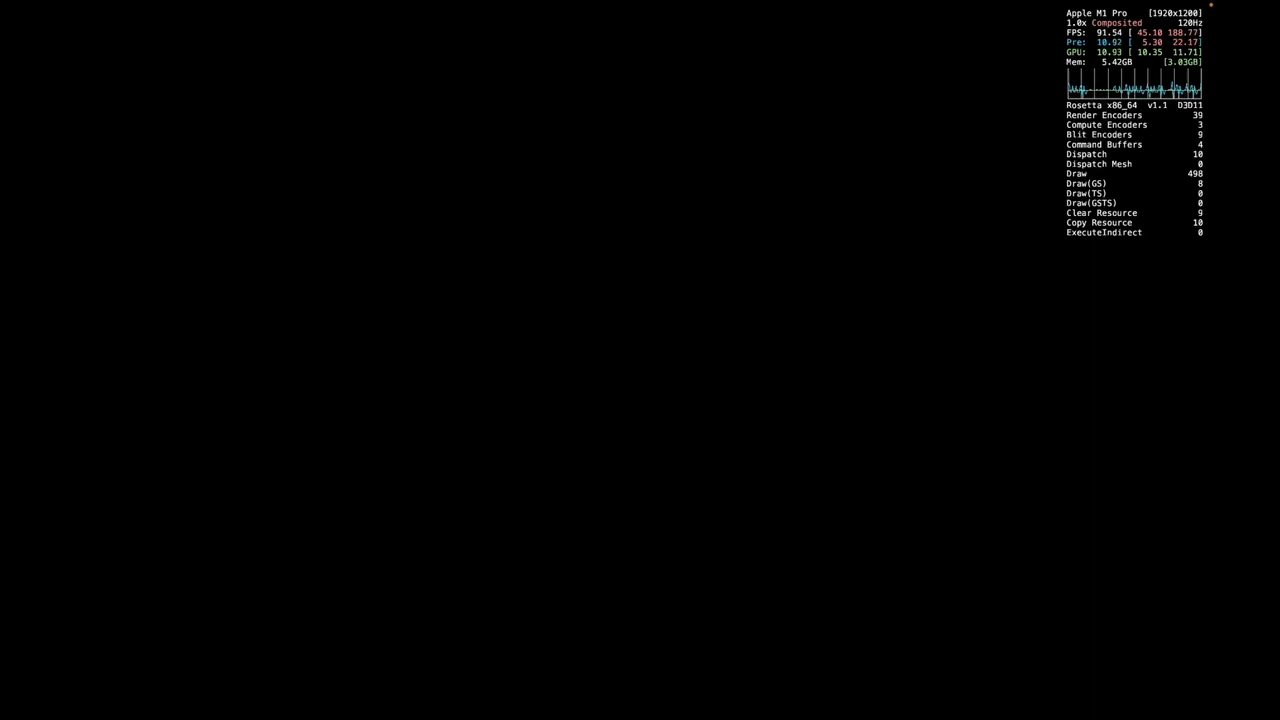 Apple M1 Pro [1920x1200]
1.0x Composited 120Hz
FPS: 91.54 [ 45.10 188.77]
Pre: 10.92 [ 5.30 22.17]
GPU: 10.93 [ 10.35 11.71]
Mem: 5.42GB [3.03GB]
Rosetta x86_64 v1.1 D3D11
Render Encoders 39
Compute Encoders 3
Blit Encoders 9
Command Buffers 4
Dispatch 10
Dispatch Mesh 0
Draw 498
Draw(GS) 8
Draw(TS) 0
Draw(GSTS) 0
Clear Resource 9
Copy Resource 10
ExecuteIndirect 0